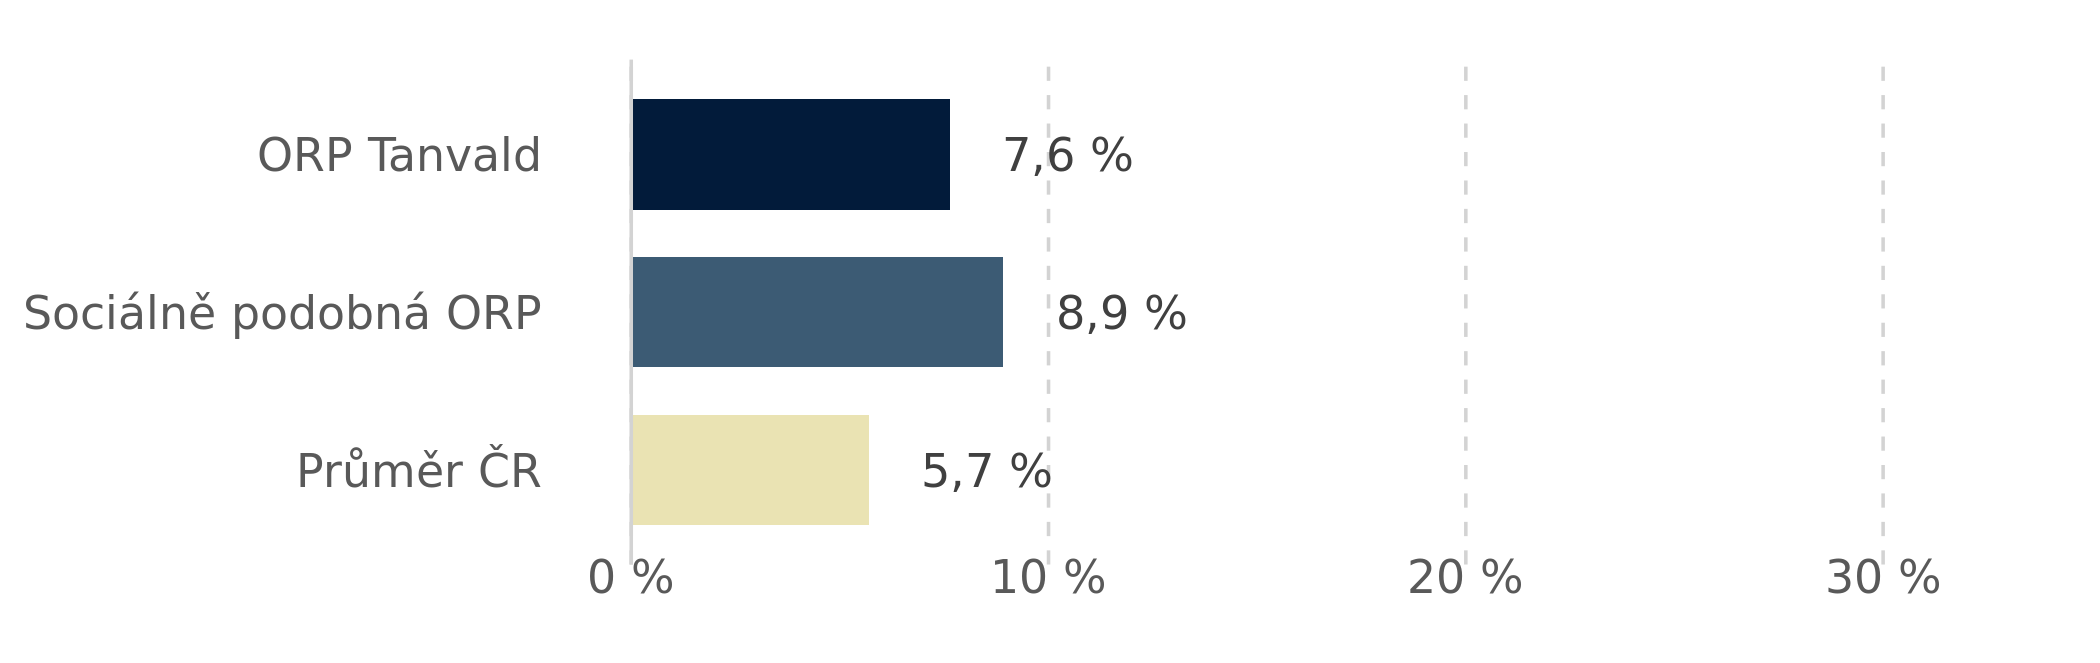 ORP Tanvald
7,6 %
Sociálně podobná ORP
8,9 %
Průměr ČR
5,7 %
0 %
10 %
20 %
30 %